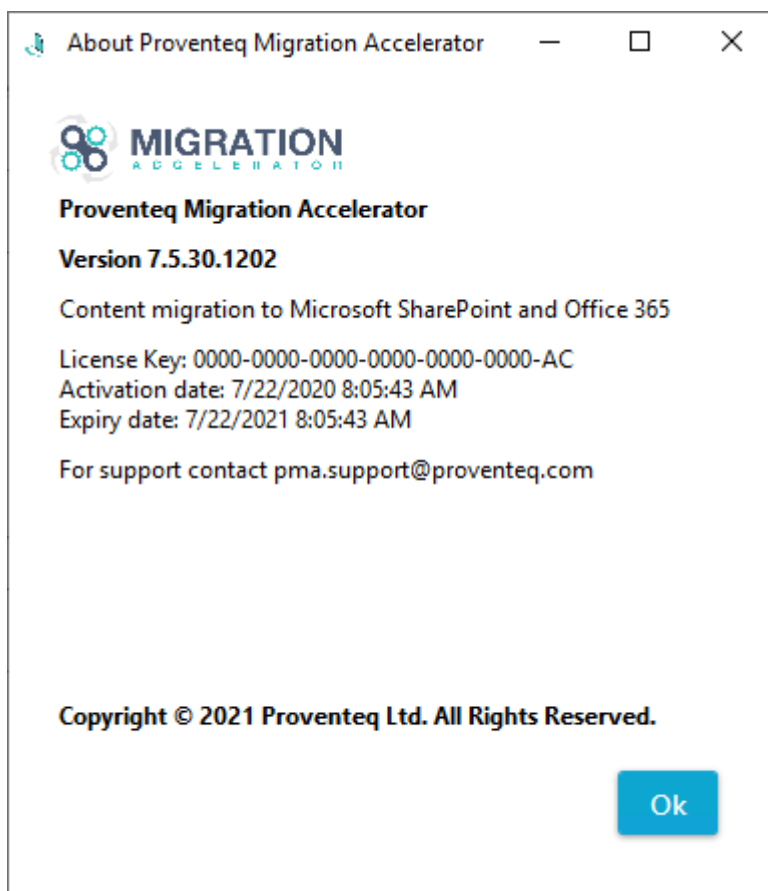 About Proventeq Migration Accelerator
MIGRATION
ACCELERATOR
Proventeq Migration Accelerator
Version 7.5.30.1202
Content migration to Microsoft SharePoint and Office 365
License Key: 0000-0000-0000-0000-0000-0000-AC
Activation date: 7/22/2020 8:05:43 AM
Expiry date: 7/22/2021 8:05:43 AM
For support contact pma.support@proventeq.com
Copyright © 2021 Proventeq Ltd. All Rights Reserved.
Ok